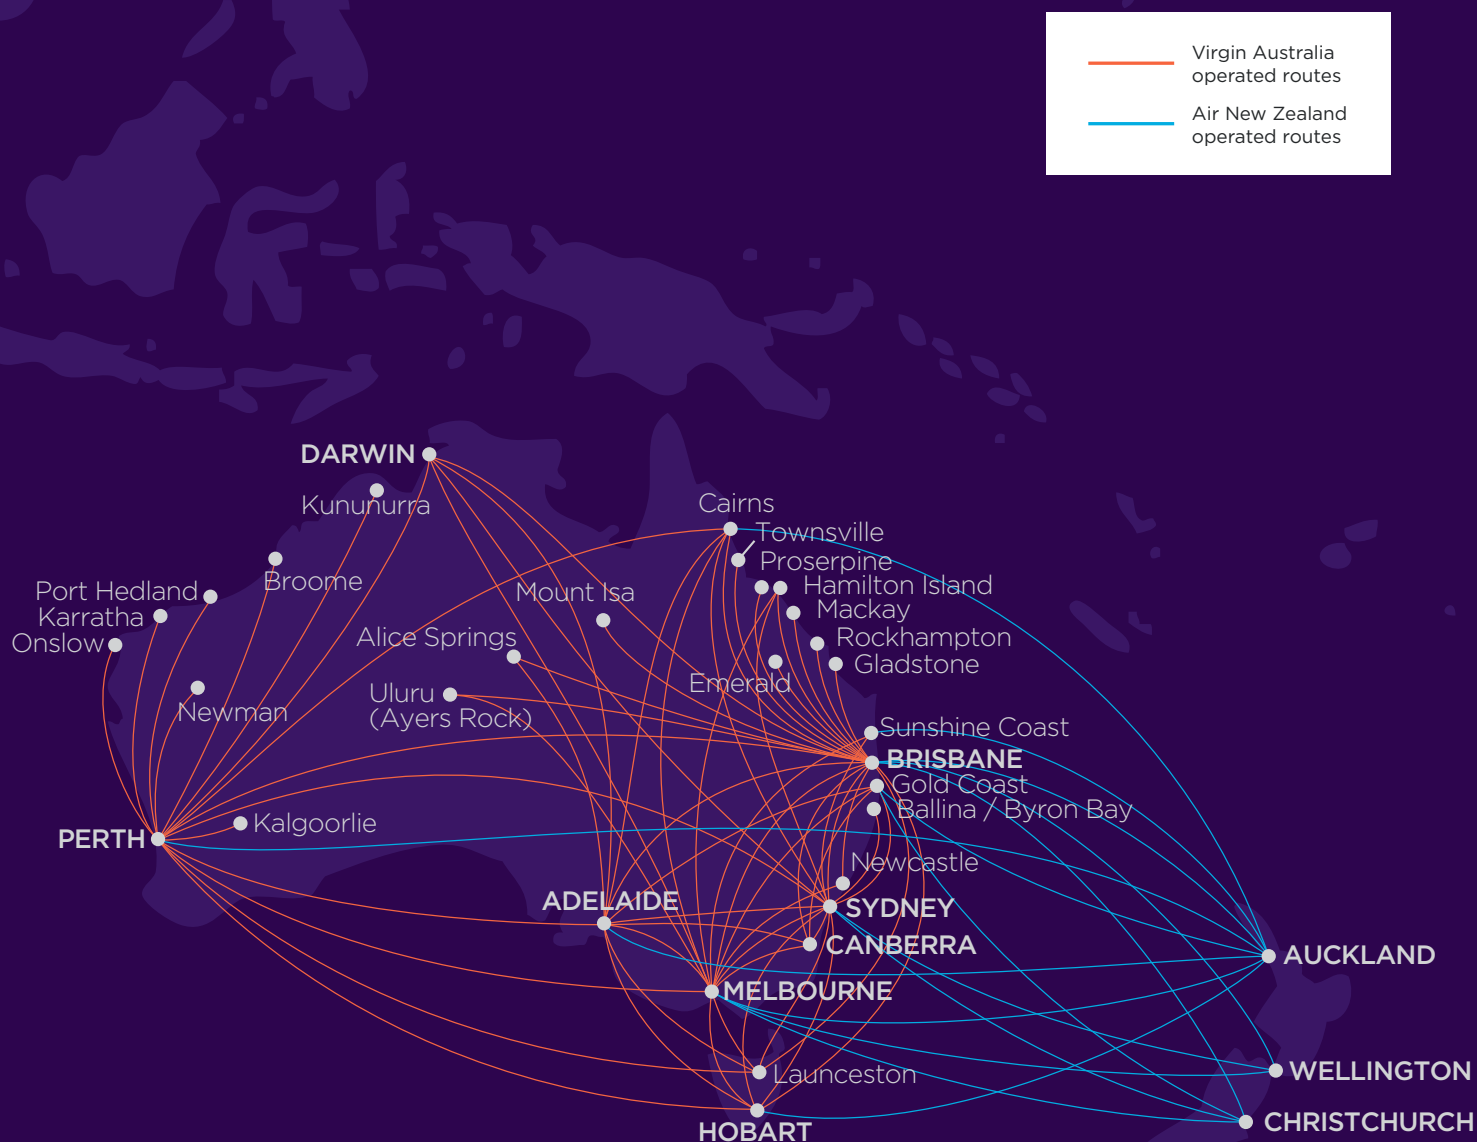 Virgin Australia
operated routes
Air New Zealand
operated routes
DARWIN
Kununurra
Cairns
Townsville
Proserpine
Broome
Port Hedland
Mount Isa
Hamilton Island
Karratha
Mackay
Onslow
Alice Springs
Rockhampton
Gladstone
Emerald
Uluru
(Ayers Rock)
Newman
Sunshine Coast
BRISBANE
Gold Coast
Ballina / Byron Bay
Kalgoorlie
PERTH
Newcastle
ADELAIDE
SYDNEY
CANBERRA
AUCKLAND
MELBOURNE
Launceston
WELLINGTON
CHRISTCHURCH
HOBART